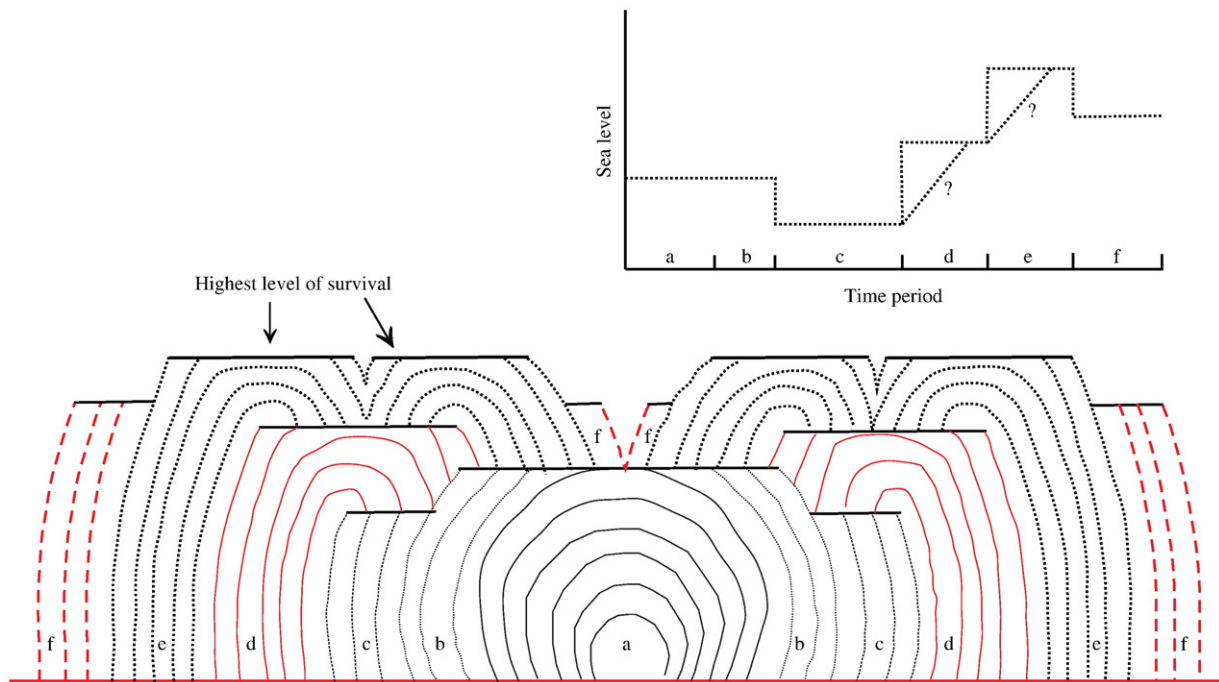 Sea level
?
?
a b c d e f
Time period
Highest level of survival
f f
f e d c b a b c d e f